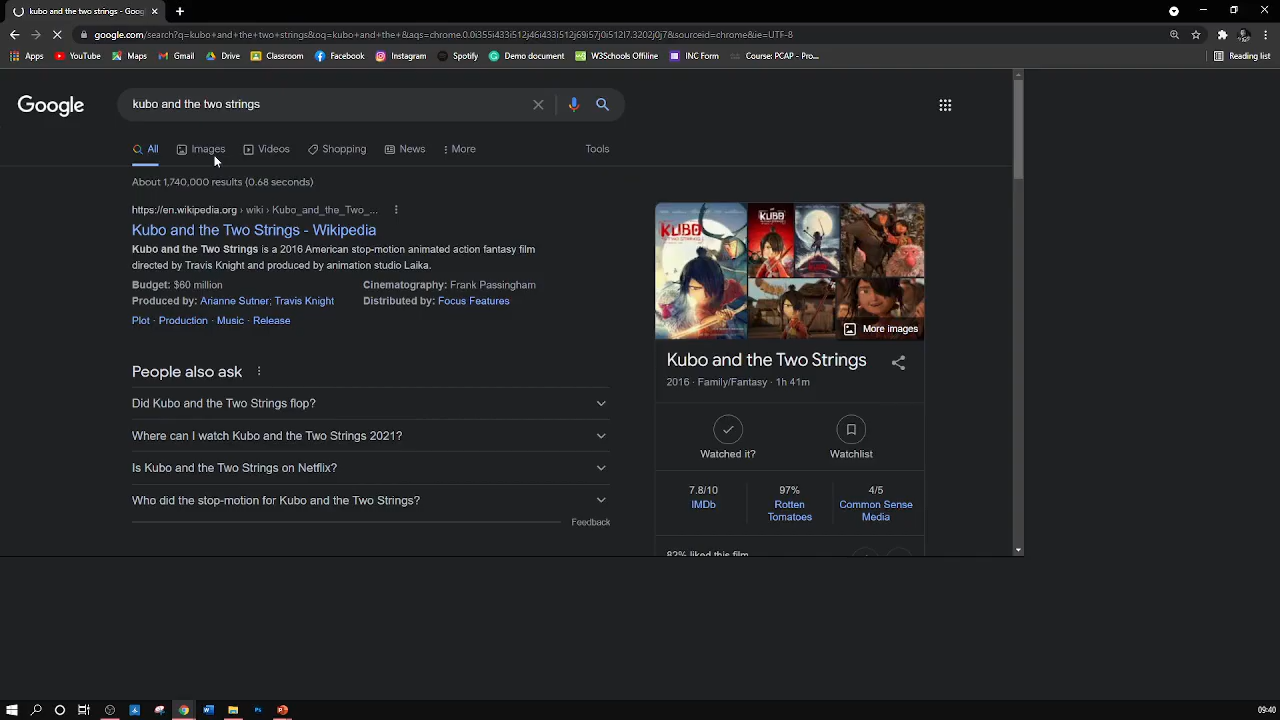 kubo and the two strings - Googl
google.com/search?q=kubo+and+the+two+strings&oq=kubo+and+the+&aqs=chrome.0.0i355i433i512j46i433i512j69i57j0i512l7.3202j0j7&sourceid=chrome&ie=UTF-8
Apps YouTube Maps Gmail Drive Classroom Facebook Instagram Spotify Demo document W3Schools Offline INC Form Course: PCAP - Pro... Reading list
Google kubo and the two strings
All Images Videos Shopping News More Tools
About 1,740,000 results (0.68 seconds)
https://en.wikipedia.org › wiki › Kubo_and_the_Two_...
Kubo and the Two Strings - Wikipedia
Kubo and the Two Strings is a 2016 American stop-motion animated action fantasy film
directed by Travis Knight and produced by animation studio Laika.
Budget: $60 million Cinematography: Frank Passingham
Produced by: Arianne Sutner; Travis Knight Distributed by: Focus Features
Plot · Production · Music · Release
People also ask
Did Kubo and the Two Strings flop?
Where can I watch Kubo and the Two Strings 2021?
Is Kubo and the Two Strings on Netflix?
Who did the stop-motion for Kubo and the Two Strings?
Feedback
KUBO
KUBO
More images
Kubo and the Two Strings
2016 · Family/Fantasy · 1h 41m
Watched it? Watchlist
7.8/10 97% 4/5
IMDb Rotten Common Sense
Tomatoes Media
82% liked this film
09:40